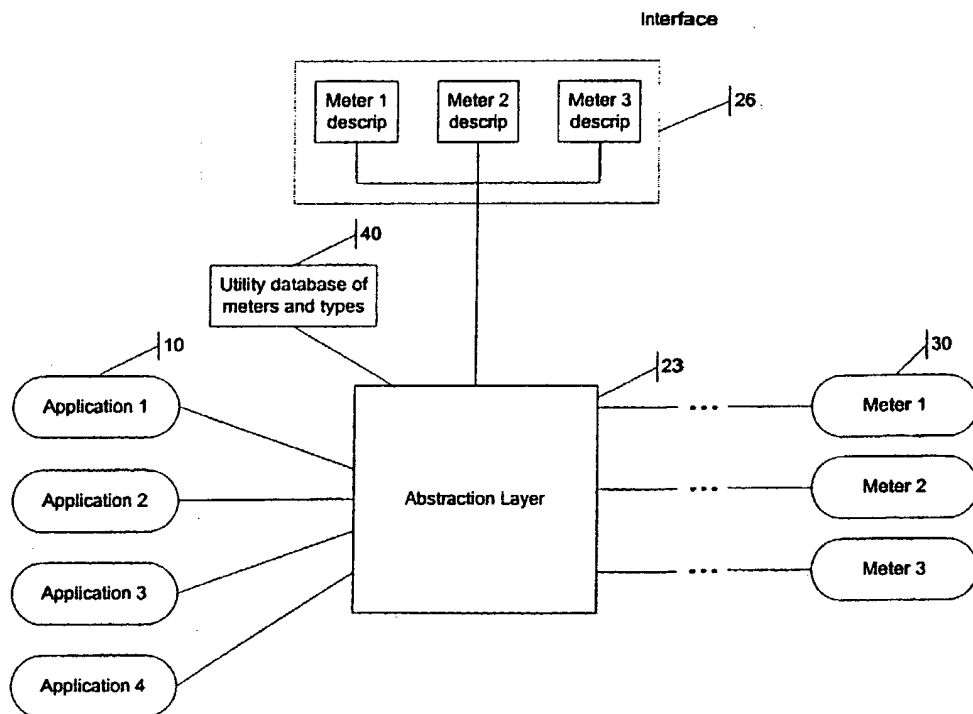 Interface
Meter 1
descrip
Meter 2
descrip
Meter 3
descrip
26
40
Utility database of
meters and types
10
23
30
Application 1
Application 2
Application 3
Application 4
Abstraction Layer
Meter 1
Meter 2
Meter 3